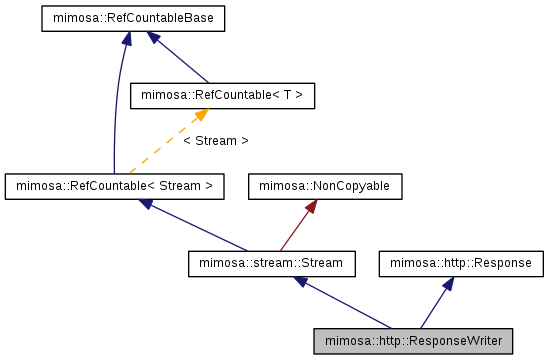 mimosa::RefCountableBase
mimosa::RefCountable< T >
< Stream >
mimosa::RefCountable< Stream >
mimosa::NonCopyable
mimosa::stream::Stream
mimosa::http::Response
mimosa::http::ResponseWriter